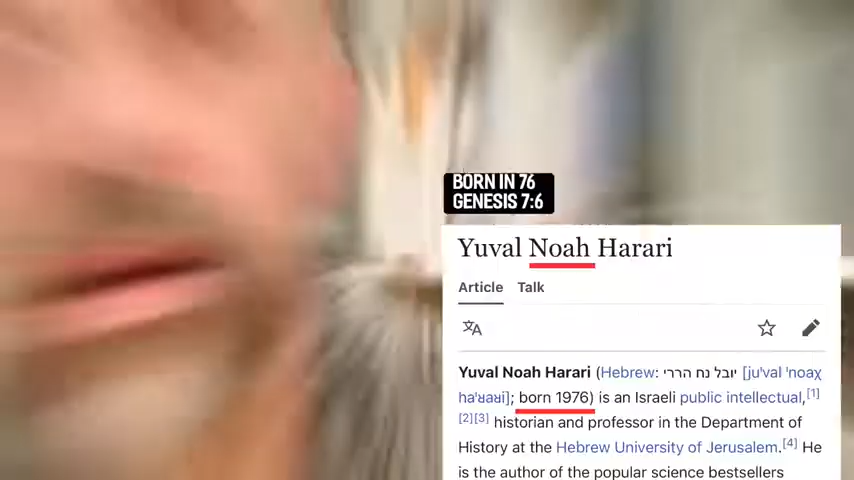 BORN IN 76
GENESIS 7:6
Yuval Noah Harari
Article Talk
Yuval Noah Harari (Hebrew: יובל נח הררי [juˈval ˈnoaχ
haˈʁaʁi]; born 1976) is an Israeli public intellectual,[1]
[2][3] historian and professor in the Department of
History at the Hebrew University of Jerusalem.[4] He
is the author of the popular science bestsellers